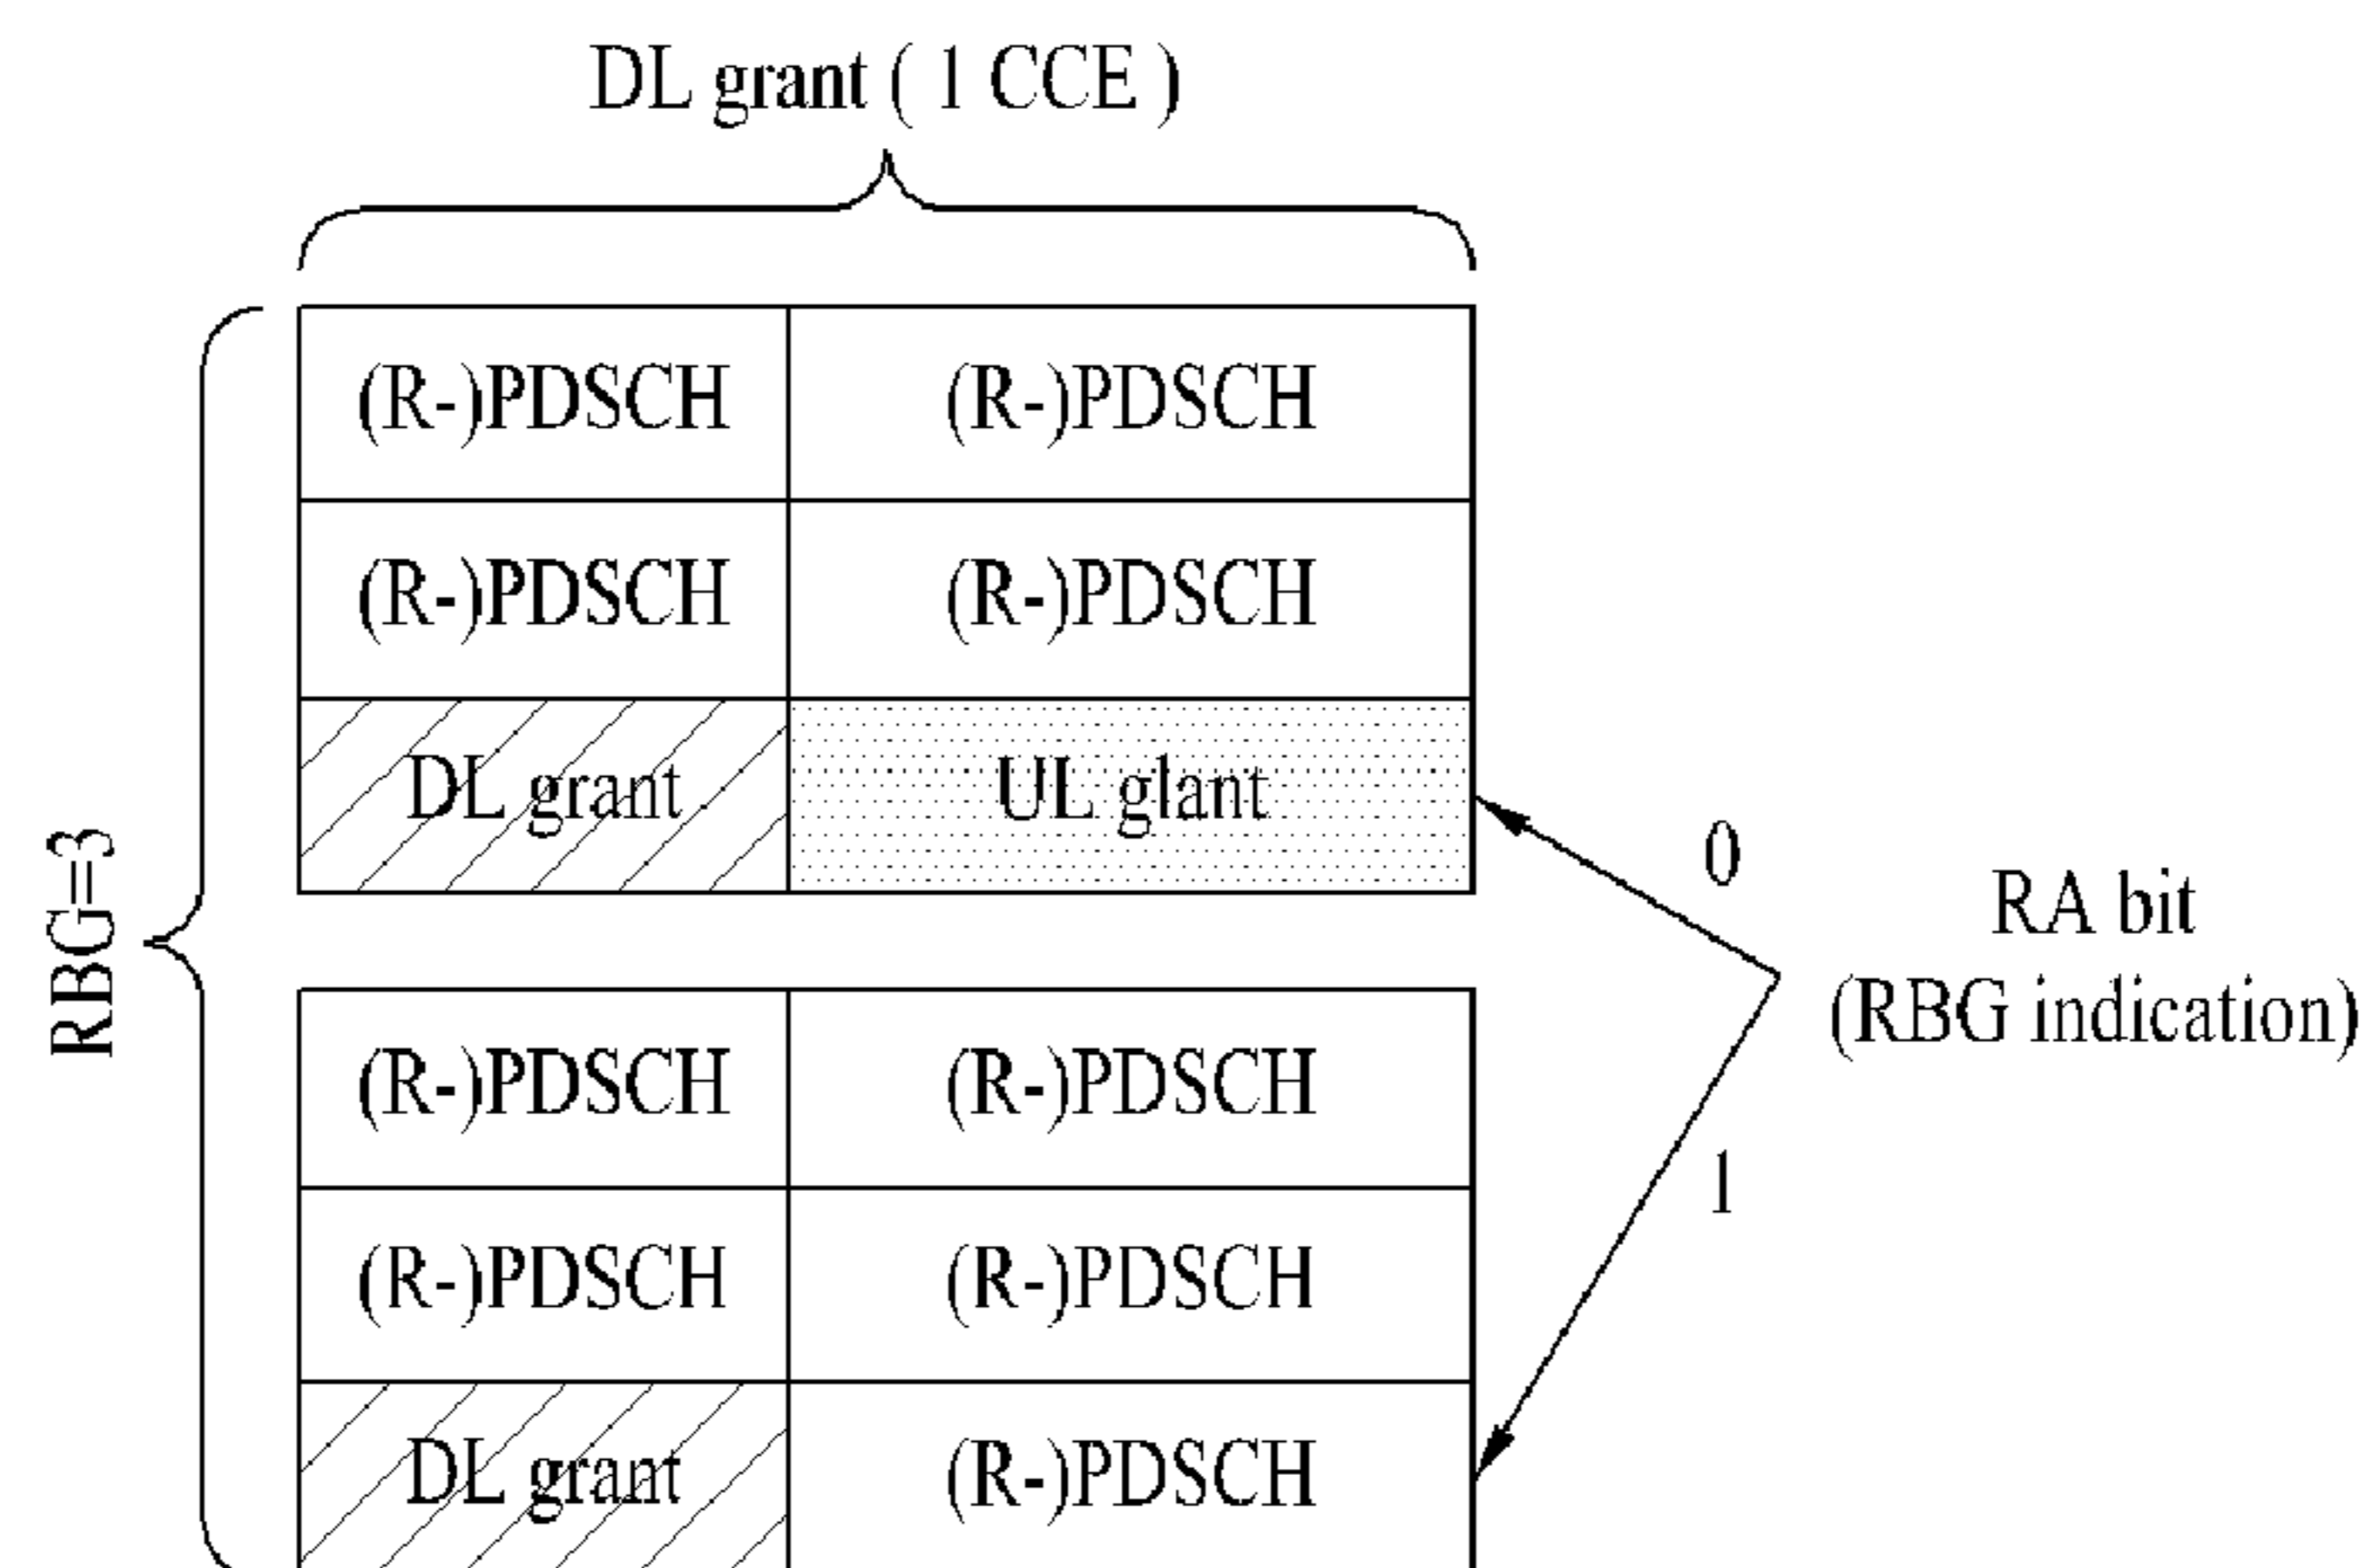 DL grant ( 1 CCE )
(R-)PDSCH (R-)PDSCH
(R-)PDSCH (R-)PDSCH
DL grant UL glant
RBG=3
0
RA bit
(RBG indication)
(R-)PDSCH (R-)PDSCH
1
(R-)PDSCH (R-)PDSCH
DL grant (R-)PDSCH